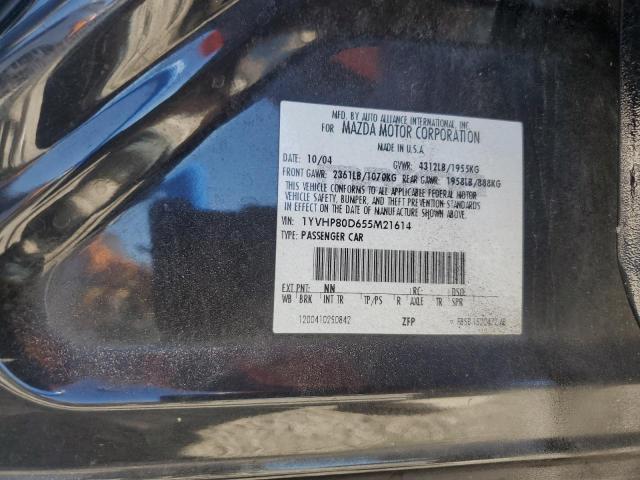 MFD. BY AUTO ALLIANCE INTERNATIONAL, INC.
FOR MAZDA MOTOR CORPORATION
MADE IN U.S.A.
DATE: 10/04 GVWR: 4312LB/1955KG
FRONT GAWR: 2361LB/1070KG REAR GAWR: 1958LB/888KG
THIS VEHICLE CONFORMS TO ALL APPLICABLE FEDERAL MOTOR
VEHICLE SAFETY, BUMPER, AND THEFT PREVENTION STANDARDS
IN EFFECT ON THE DATE OF MANUFACTURE SHOWN ABOVE.
VIN: 1YVHP80D655M21614
TYPE: PASSENGER CAR
EXT PNT: NN RC: DSO:
WB BRK INT TR TP/PS R AXLE TR SPR
1200410250842 ZFP